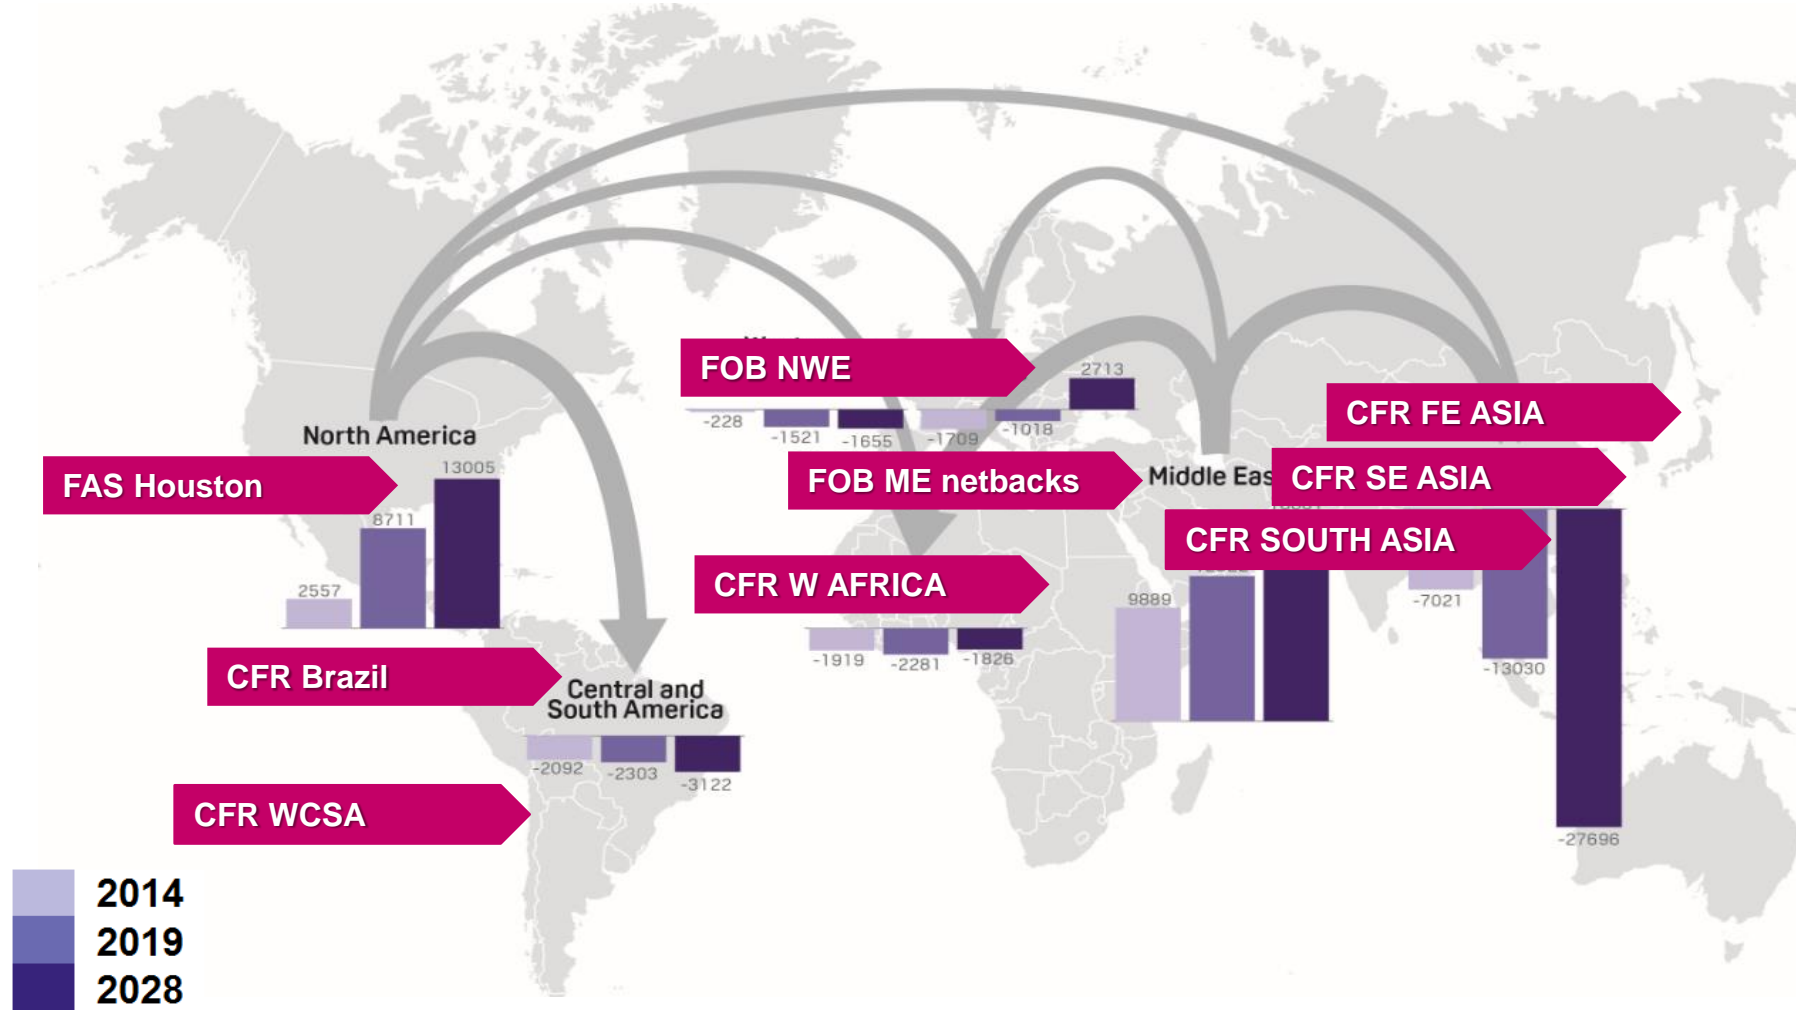 FOB NWE
2713
-228
-1521
-1655
-1709
-1018
CFR FE ASIA
North America
13005
FAS Houston
8711
2557
FOB ME netbacks
Middle Eas
CFR SE ASIA
CFR SOUTH ASIA
CFR W AFRICA
9889
-7021
-1919
-2281
-1826
-13030
CFR Brazil
Central and
South America
-2092
-2303
-3122
CFR WCSA
-27696
2014
2019
2028